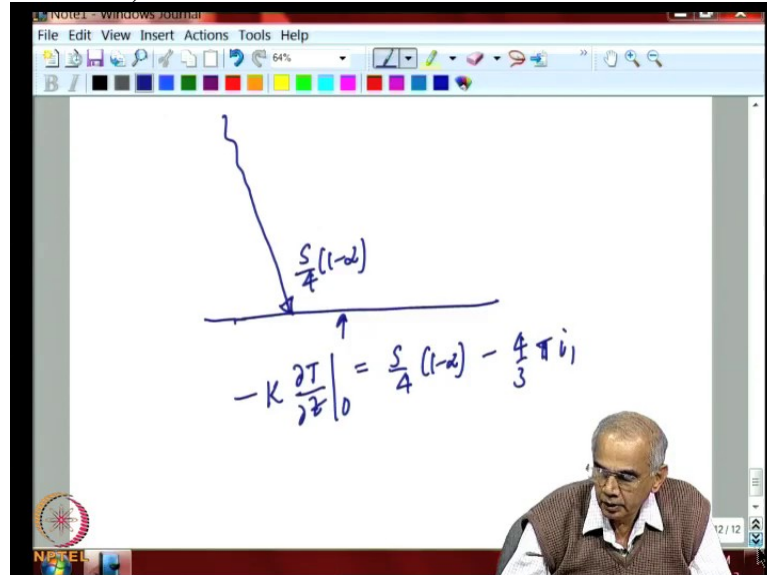 Note1 - Windows Journal
File Edit View Insert Actions Tools Help
64%
B I
S/4 (1-α)
-K ∂T/∂z |₀ = S/4 (1-α) - 4/3 π i₁
12 / 12
NPTEL